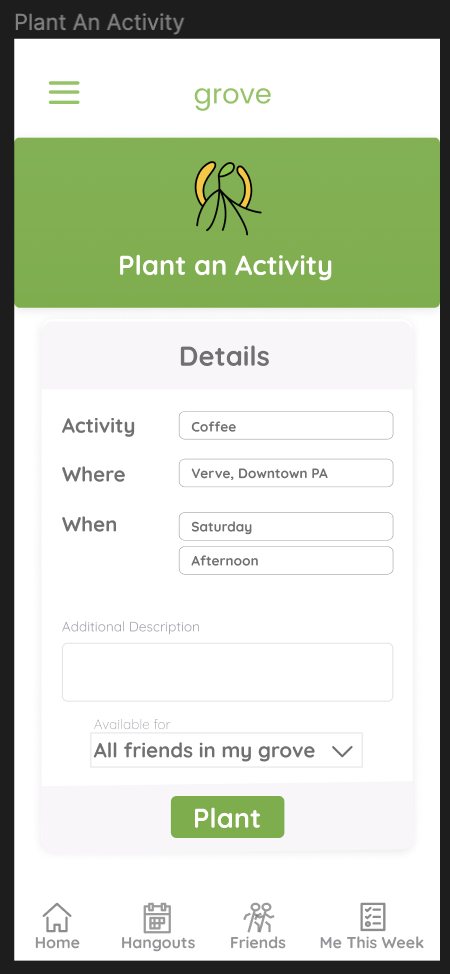 Plant An Activity
grove
Plant an Activity
Details
Activity
Coffee
Where
Verve, Downtown PA
When
Saturday
Afternoon
Additional Description
Available for
All friends in my grove
Plant
Home
Hangouts
Friends
Me This Week